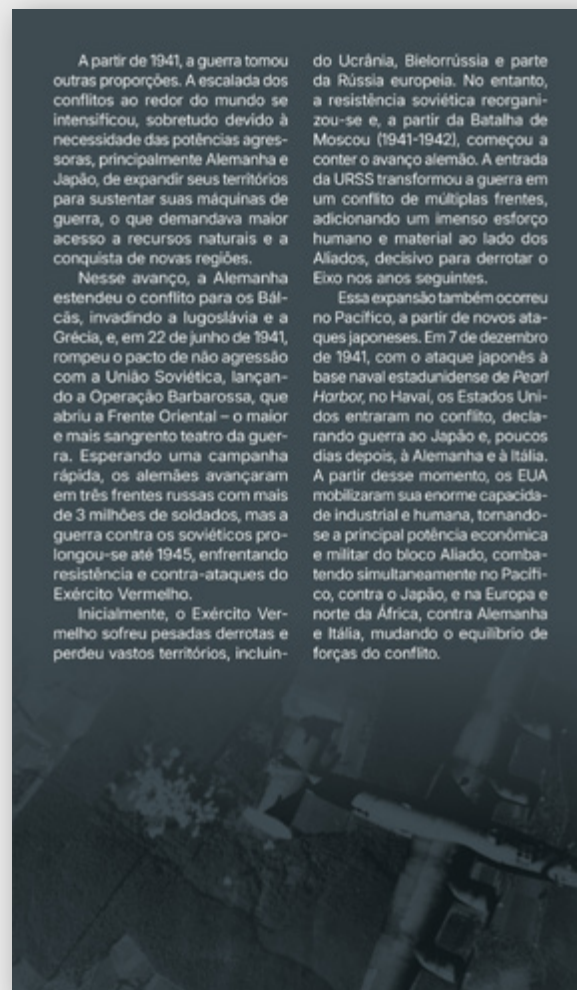 A partir de 1941, a guerra tomou
outras proporções. A escalada dos
conflitos ao redor do mundo se
intensificou, sobretudo devido à
necessidade das potências agres-
soras, principalmente Alemanha e
Japão, de expandir seus territórios
para sustentar suas máquinas de
guerra, o que demandava maior
acesso a recursos naturais e a
conquista de novas regiões.
Nesse avanço, a Alemanha
estendeu o conflito para os Bál-
cãs, invadindo a Iugoslávia e a
Grécia, e, em 22 de junho de 1941,
rompeu o pacto de não agressão
com a União Soviética, lançan-
do a Operação Barbarossa, que
abriu a Frente Oriental – o maior
e mais sangrento teatro da guer-
ra. Esperando uma campanha
rápida, os alemães avançaram
em três frentes russas com mais
de 3 milhões de soldados, mas a
guerra contra os soviéticos pro-
longou-se até 1945, enfrentando
resistência e contra-ataques do
Exército Vermelho.
Inicialmente, o Exército Ver-
melho sofreu pesadas derrotas e
perdeu vastos territórios, incluin-
do Ucrânia, Bielorrússia e parte
da Rússia europeia. No entanto,
a resistência soviética reorgani-
zou-se e, a partir da Batalha de
Moscou (1941-1942), começou a
conter o avanço alemão. A entrada
da URSS transformou a guerra em
um conflito de múltiplas frentes,
adicionando um imenso esforço
humano e material ao lado dos
Aliados, decisivo para derrotar o
Eixo nos anos seguintes.
Essa expansão também ocorreu
no Pacífico, a partir de novos ata-
ques japoneses. Em 7 de dezembro
de 1941, com o ataque japonês à
base naval estadunidense de Pearl
Harbor, no Havaí, os Estados Uni-
dos entraram no conflito, decla-
rando guerra ao Japão e, poucos
dias depois, à Alemanha e à Itália.
A partir desse momento, os EUA
mobilizaram sua enorme capacida-
de industrial e humana, tornando-
se a principal potência econômica
e militar do bloco Aliado, comba-
tendo simultaneamente no Pacífi-
co, contra o Japão, e na Europa e
norte da África, contra Alemanha
e Itália, mudando o equilíbrio de
forças do conflito.